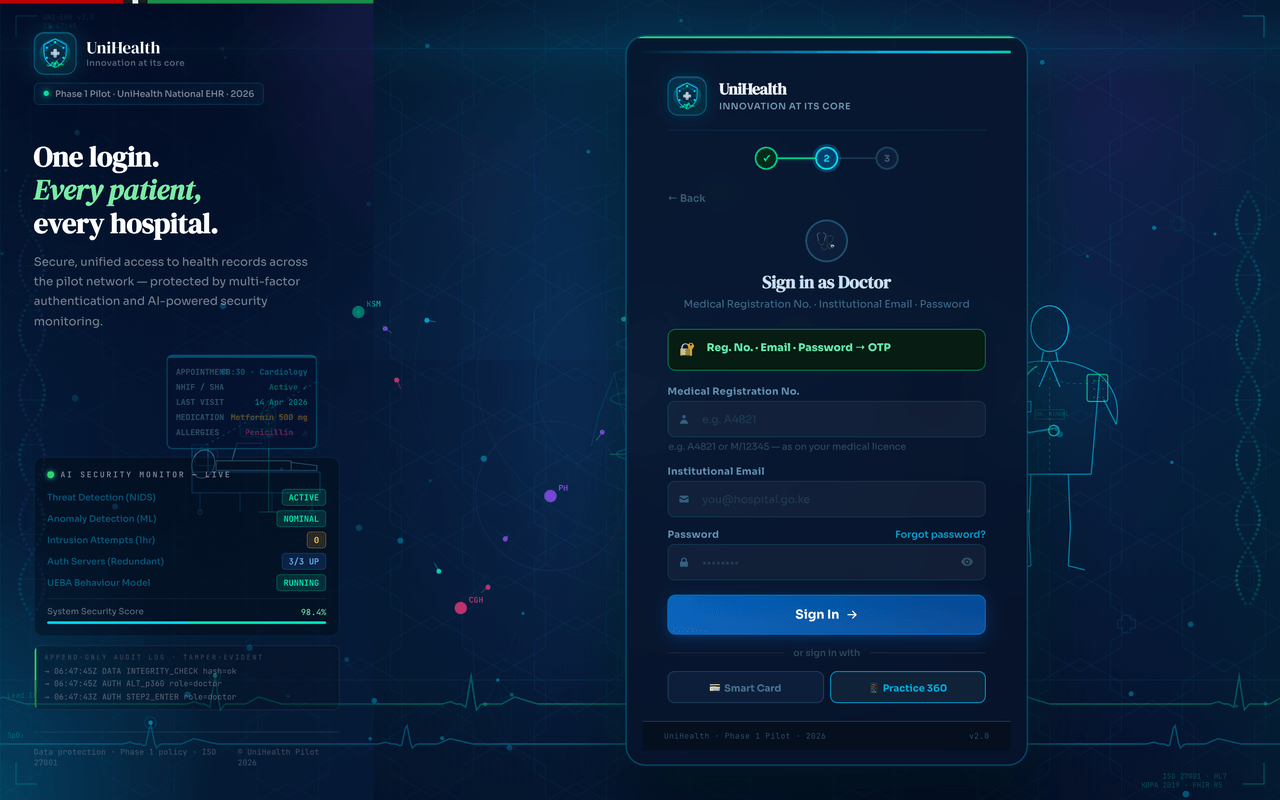 UniHealth
Innovation at its core
Phase 1 Pilot · UniHealth National EHR · 2026
One login.
Every patient,
every hospital.
Secure, unified access to health records across
the pilot network — protected by multi-factor
authentication and AI-powered security
monitoring.
KSM
APPOINTMENT 08:30 · Cardiology
NHIF / SHA Active ✓
LAST VISIT 14 Apr 2026
MEDICATION Metformin 500 mg
ALLERGIES Penicillin
AI SECURITY MONITOR — LIVE
Threat Detection (NIDS) ACTIVE
Anomaly Detection (ML) NOMINAL
Intrusion Attempts (1hr) 0
Auth Servers (Redundant) 3/3 UP
UEBA Behaviour Model RUNNING
System Security Score 98.4%
PH
CGH
APPEND-ONLY AUDIT LOG · TAMPER-EVIDENT
→ 06:47:45Z DATA INTEGRITY_CHECK hash=ok
→ 06:47:45Z AUTH ALT_p360 role=doctor
→ 06:47:43Z AUTH STEP2_ENTER role=doctor
SpO₂
Data protection · Phase 1 policy · ISO
27001
© UniHealth Pilot
2026
UniHealth
INNOVATION AT ITS CORE
✓ 2 3
← Back
Sign in as Doctor
Medical Registration No. · Institutional Email · Password
Reg. No. · Email · Password → OTP
Medical Registration No.
e.g. A4821
e.g. A4821 or M/12345 — as on your medical licence
Institutional Email
you@hospital.go.ke
Password Forgot password?
Sign In →
or sign in with
Smart Card
Practice 360
UniHealth · Phase 1 Pilot · 2026 v2.0
ISO 27001 · HL7